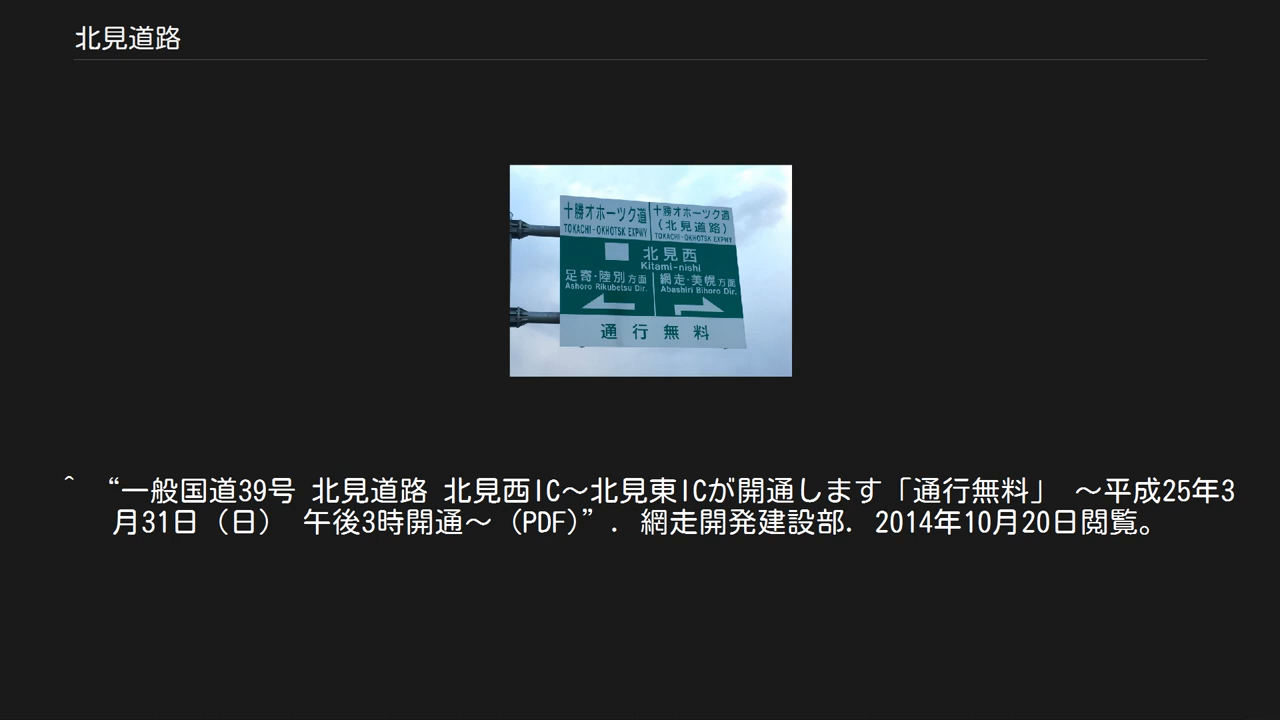 北見道路
十勝オホーツク道
TOKACHI-OKHOTSK EXPWY
十勝オホーツク道
(北見道路)
TOKACHI-OKHOTSK EXPWY
北見西
Kitami-nishi
足寄・陸別方面
Ashoro Rikubetsu Dir.
網走・美幌方面
Abashiri Bihoro Dir.
通行無料
^ “一般国道39号 北見道路 北見西IC～北見東ICが開通します「通行無料」 ～平成25年3
月31日（日） 午後3時開通～（PDF）”. 網走開発建設部. 2014年10月20日閲覧。